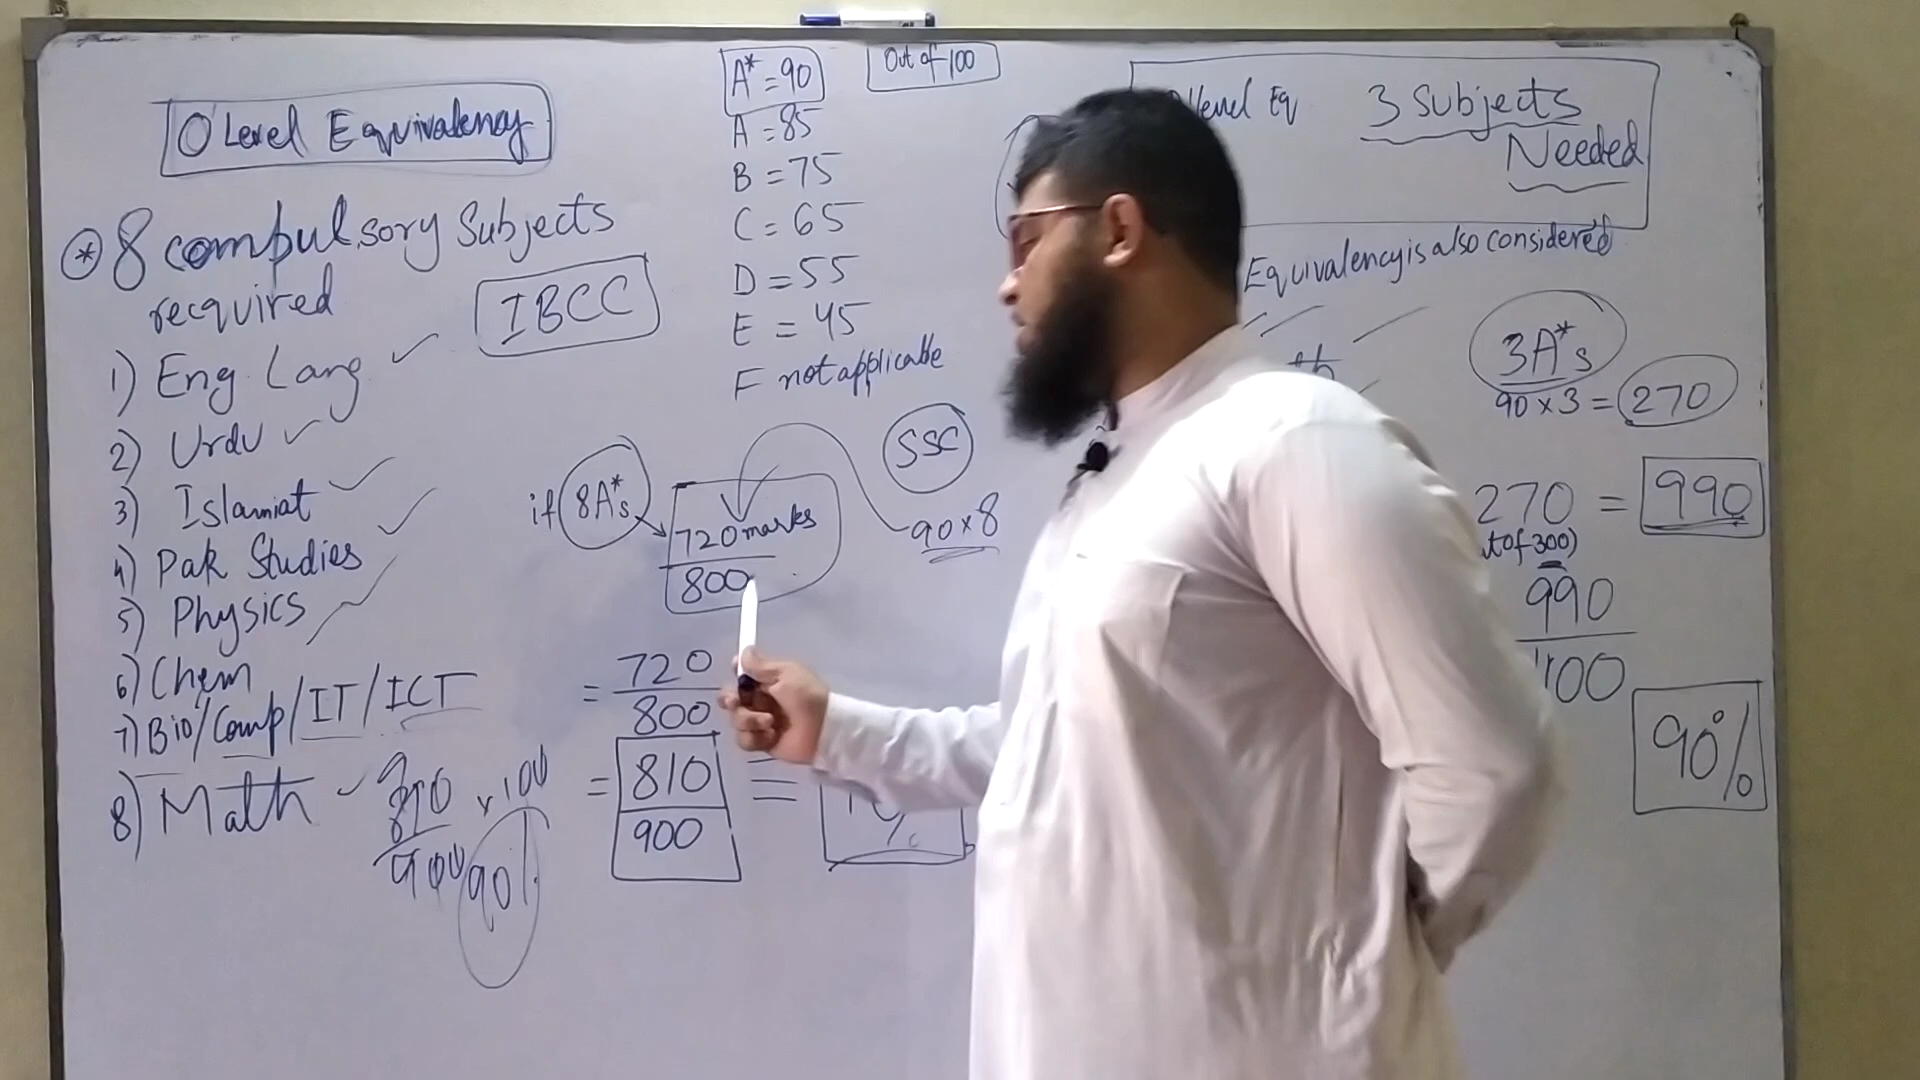 O Level Equivalency
* 8 compulsory Subjects
recquired
IBCC
1) Eng Lang
2) Urdu
3) Islamiat
4) Pak Studies
5) Physics
6) Chem
7) Bio/Comp/IT/ICT
8) Math
810 x 100
900
90%
A* = 90
Out of 100
A = 85
B = 75
C = 65
D = 55
E = 45
F not applicable
SSC
if 8A*s
720 marks
800
90 x 8
= 720
800
= 810
900
=
level Eq
3 Subjects
Needed
Equivalency is also considered
3A*s
90 x 3 = 270
270 = 990
out of 300)
990
1100
90%